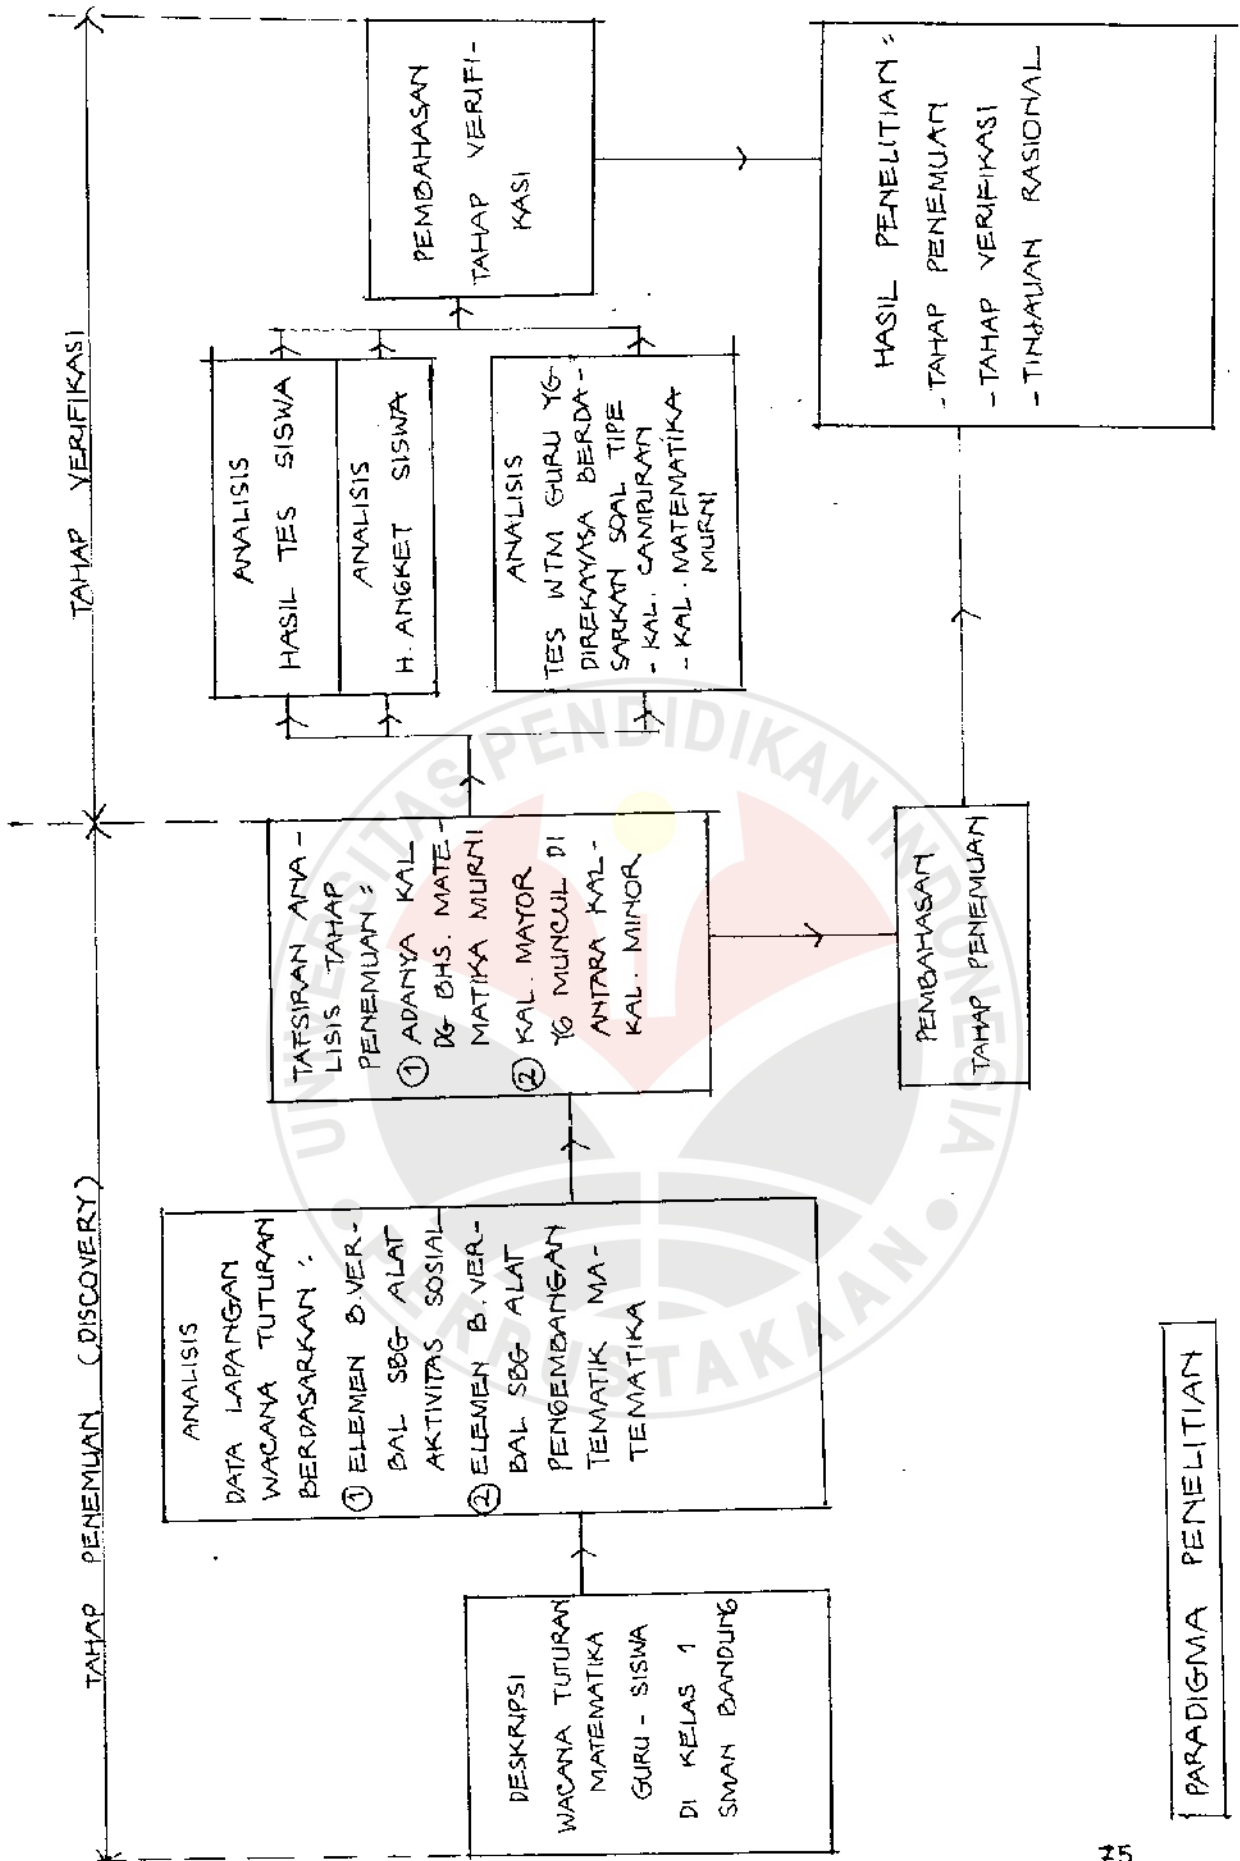 TAHAP PENEMUAN (DISCOVERY)
TAHAP VERIFIKASI
DESKRIPSI
WACANA TUTURAN
MATEMATIKA
GURU - SISWA
DI KELAS 1
SMAN BANDUNG
ANALISIS
DATA LAPANGAN
WACANA TUTURAN
BERDASARKAN :
① ELEMEN B.VER-
BAL SBG ALAT
AKTIVITAS SOSIAL
② ELEMEN B.VER-
BAL SBG ALAT
PENGEMBANGAN
TEMATIK MA-
TEMATIKA
TAFSIRAN ANA-
LISIS TAHAP
PENEMUAN :
① ADANYA KAL
DG BHS. MATE-
MATIKA MURNI
② KAL. MAYOR
YG MUNCUL DI
ANTARA KAL-
KAL. MINOR
ANALISIS
HASIL TES SISWA
ANALISIS
H. ANGKET SISWA
ANALISIS
TES WTM GURU YG
DIREKAYASA BERDA-
SARKAN SOAL TIPE
- KAL. CAMPURAN
- KAL. MATEMATIKA
MURNI
PEMBAHASAN
TAHAP VERIFI-
KASI
PEMBAHASAN
TAHAP PENEMUAN
HASIL PENELITIAN :
- TAHAP PENEMUAN
- TAHAP VERIFIKASI
- TINJAUAN RASIONAL
PARADIGMA PENELITIAN
75
UNIVERSITAS PENDIDIKAN INDONESIA
PERPUSTAKAAN